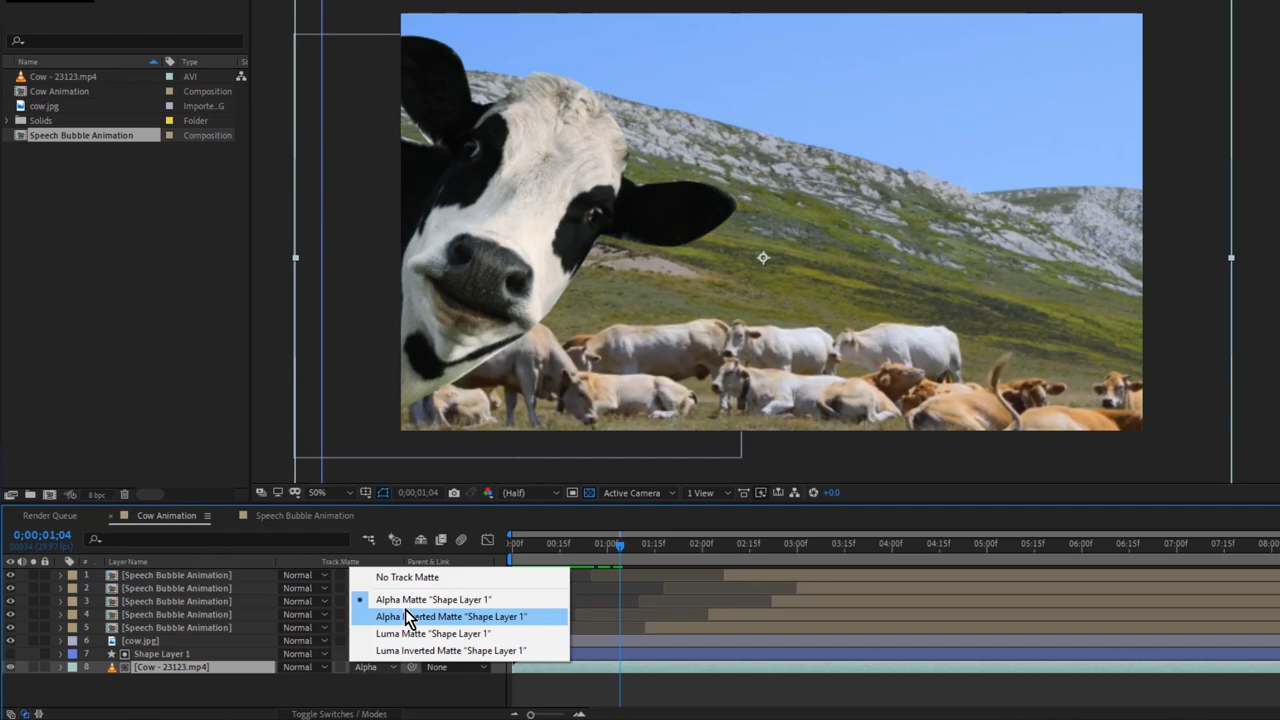 Name Type Si
Cow - 23123.mp4 AVI
Cow Animation Composition
cow.jpg Importe...G
Solids Folder
Speech Bubble Animation Composition
8 bpc
50% 0;00;01;04 (Half) Active Camera 1 View +0.0
Render Queue × Cow Animation Speech Bubble Animation
0;00;01;04
00034 (29.97 fps)
:00f 00:15f 01:00f 01:15f 02:00f 02:15f 03:00f 03:15f 04:00f 04:15f 05:00f 05:15f 06:00f 06:15f 07:00f 07:15f 08:00f
# Layer Name Track Matte Parent & Link
1 [Speech Bubble Animation] Normal
2 [Speech Bubble Animation] Normal
3 [Speech Bubble Animation] Normal
4 [Speech Bubble Animation] Normal
5 [Speech Bubble Animation] Normal
6 [cow.jpg] Normal
7 Shape Layer 1 Normal
8 [Cow - 23123.mp4] Normal Alpha None
No Track Matte
Alpha Matte "Shape Layer 1"
Alpha Inverted Matte "Shape Layer 1"
Luma Matte "Shape Layer 1"
Luma Inverted Matte "Shape Layer 1"
Toggle Switches / Modes